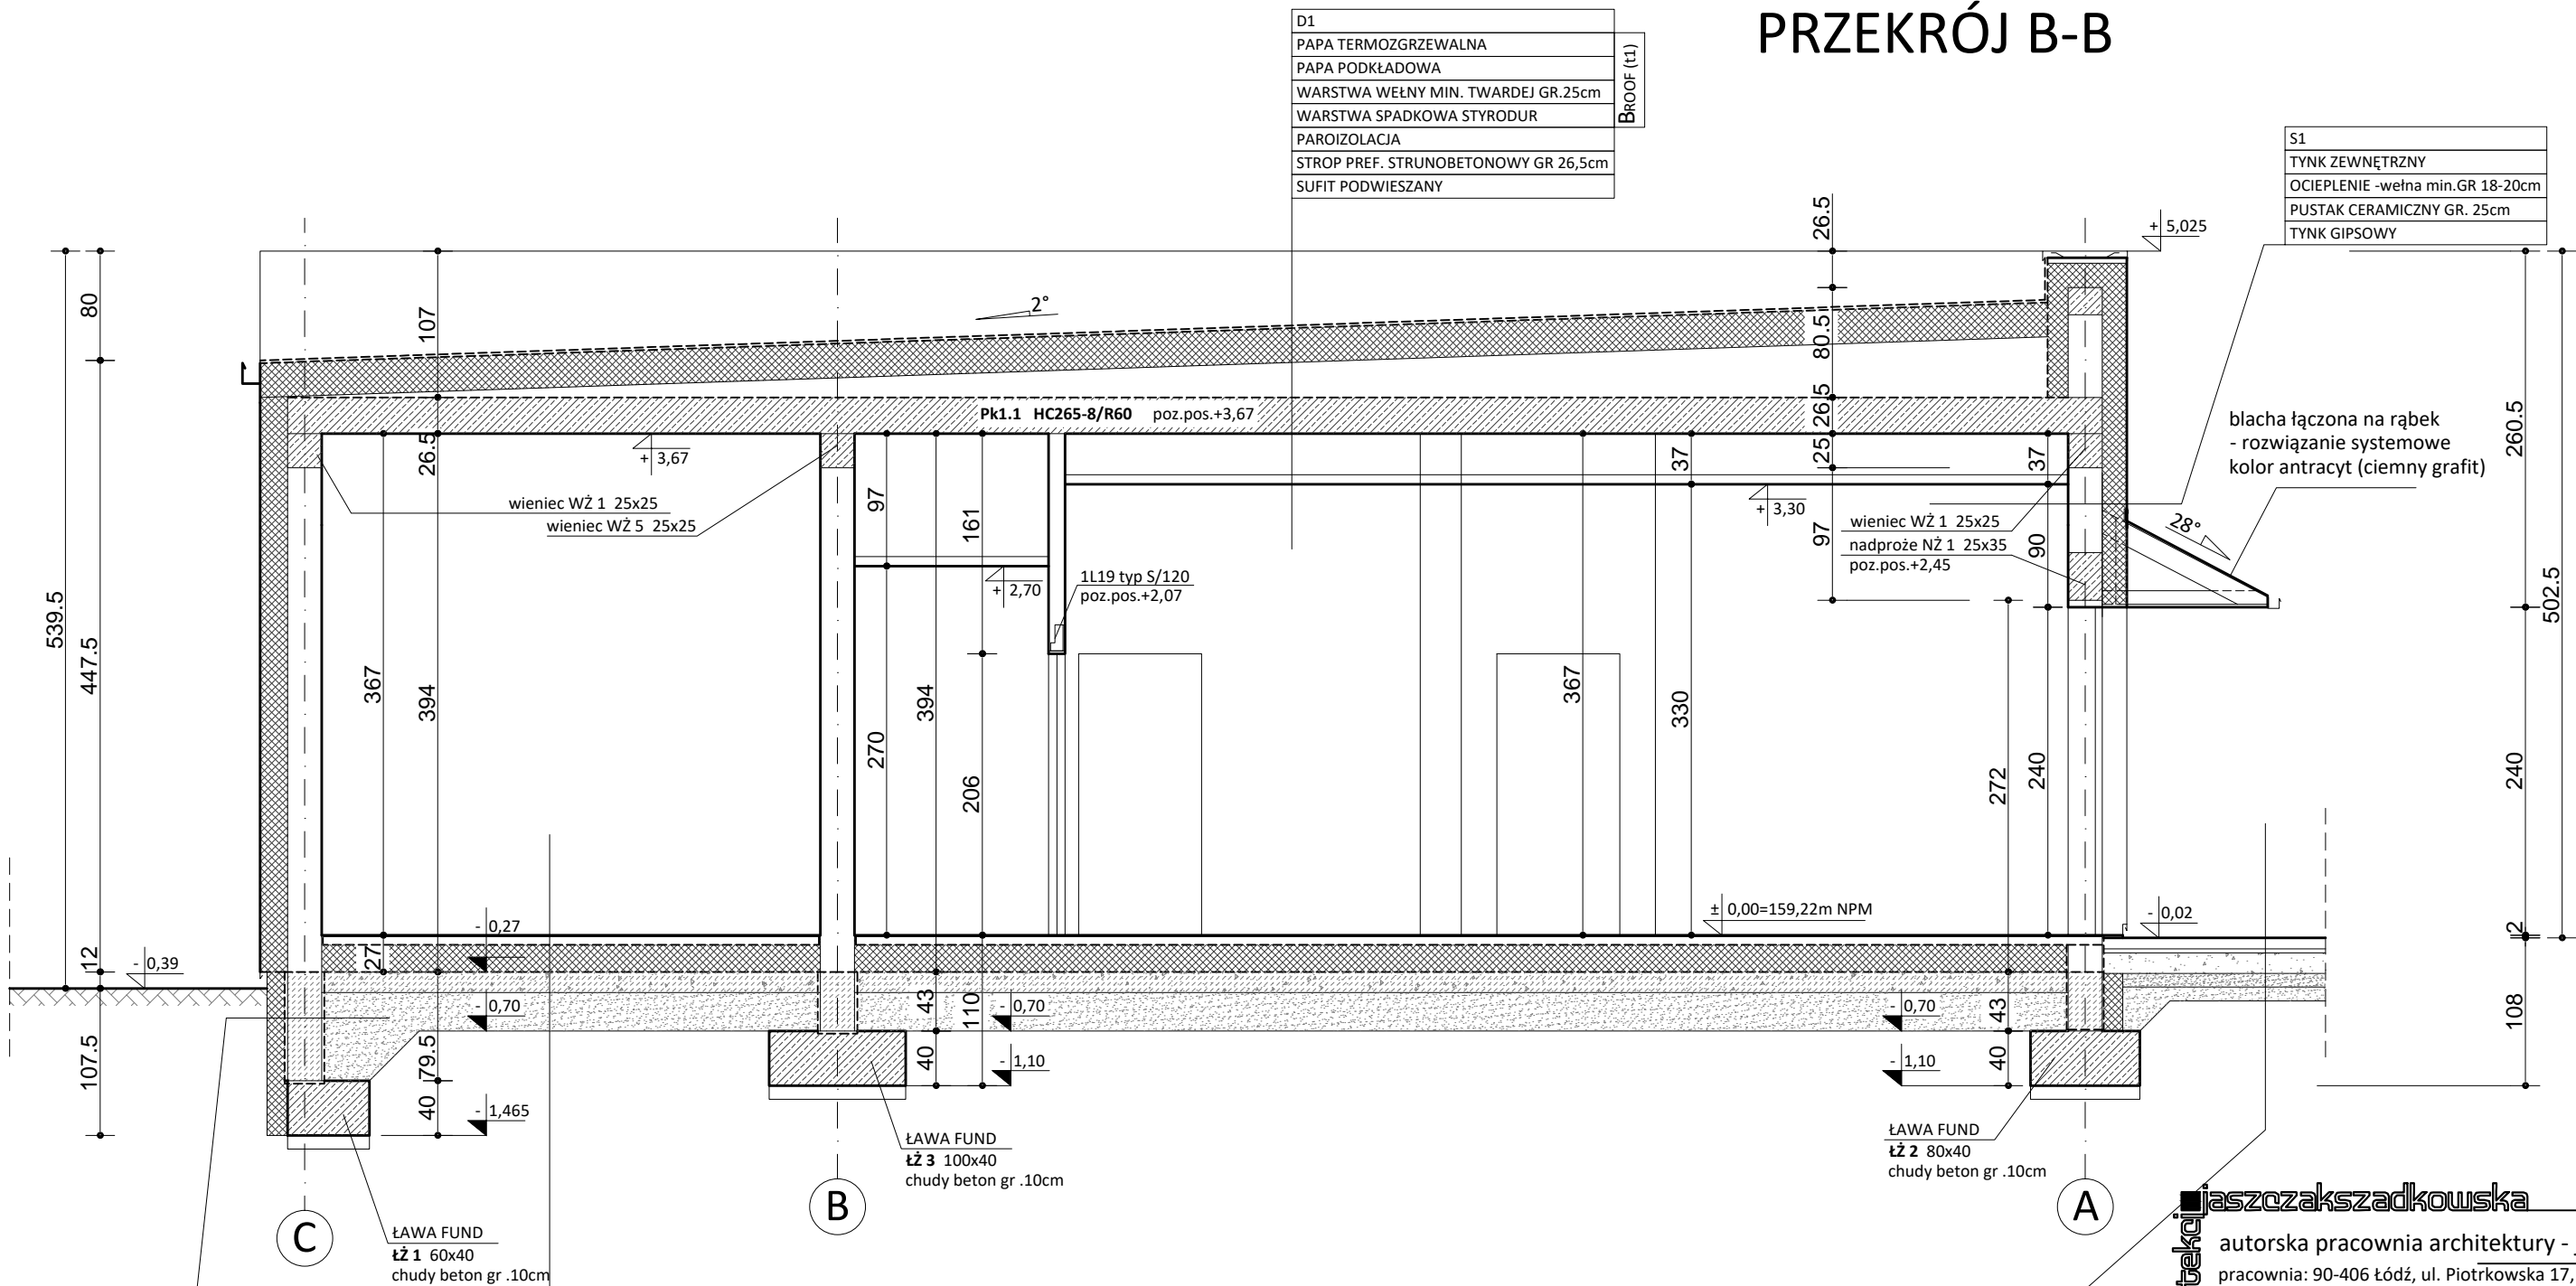 PRZEKRÓJ B-B
D1
PAPA TERMOZGRZEWALNA
PAPA PODKŁADOWA
WARSTWA WEŁNY MIN. TWARDEJ GR.25cm
WARSTWA SPADKOWA STYRODUR
PAROIZOLACJA
STROP PREF. STRUNOBETONOWY GR 26,5cm
SUFIT PODWIESZANY
BROOF (t1)
S1
TYNK ZEWNĘTRZNY
OCIEPLENIE -wełna min.GR 18-20cm
PUSTAK CERAMICZNY GR. 25cm
TYNK GIPSOWY
+ 5,025
26.5
80
107
2°
80.5
26.5
25
97
Pk1.1 HC265-8/R60 poz.pos.+3,67
26.5
+ 3,67
wieniec WŻ 1 25x25
wieniec WŻ 5 25x25
97
161
37
37
+ 3,30
wieniec WŻ 1 25x25
nadproże NŻ 1 25x35
poz.pos.+2,45
90
blacha łączona na rąbek
- rozwiązanie systemowe
kolor antracyt (ciemny grafit)
28°
260.5
502.5
+ 2,70
1L19 typ S/120
poz.pos.+2,07
539.5
447.5
367
394
270
394
206
367
330
272
240
240
± 0,00=159,22m NPM
- 0,02
2
12
- 0,39
27
- 0,27
- 0,70
43
110
- 0,70
- 0,70
43
108
107.5
79.5
40
- 1,465
40
- 1,10
- 1,10
40
ŁAWA FUND
ŁŻ 3 100x40
chudy beton gr .10cm
ŁAWA FUND
ŁŻ 2 80x40
chudy beton gr .10cm
C
B
A
ŁAWA FUND
ŁŻ 1 60x40
chudy beton gr .10cm
jaszczakszadkowska
autorska pracownia architektury -
pracownia: 90-406 Łódź, ul. Piotrkowska 17,